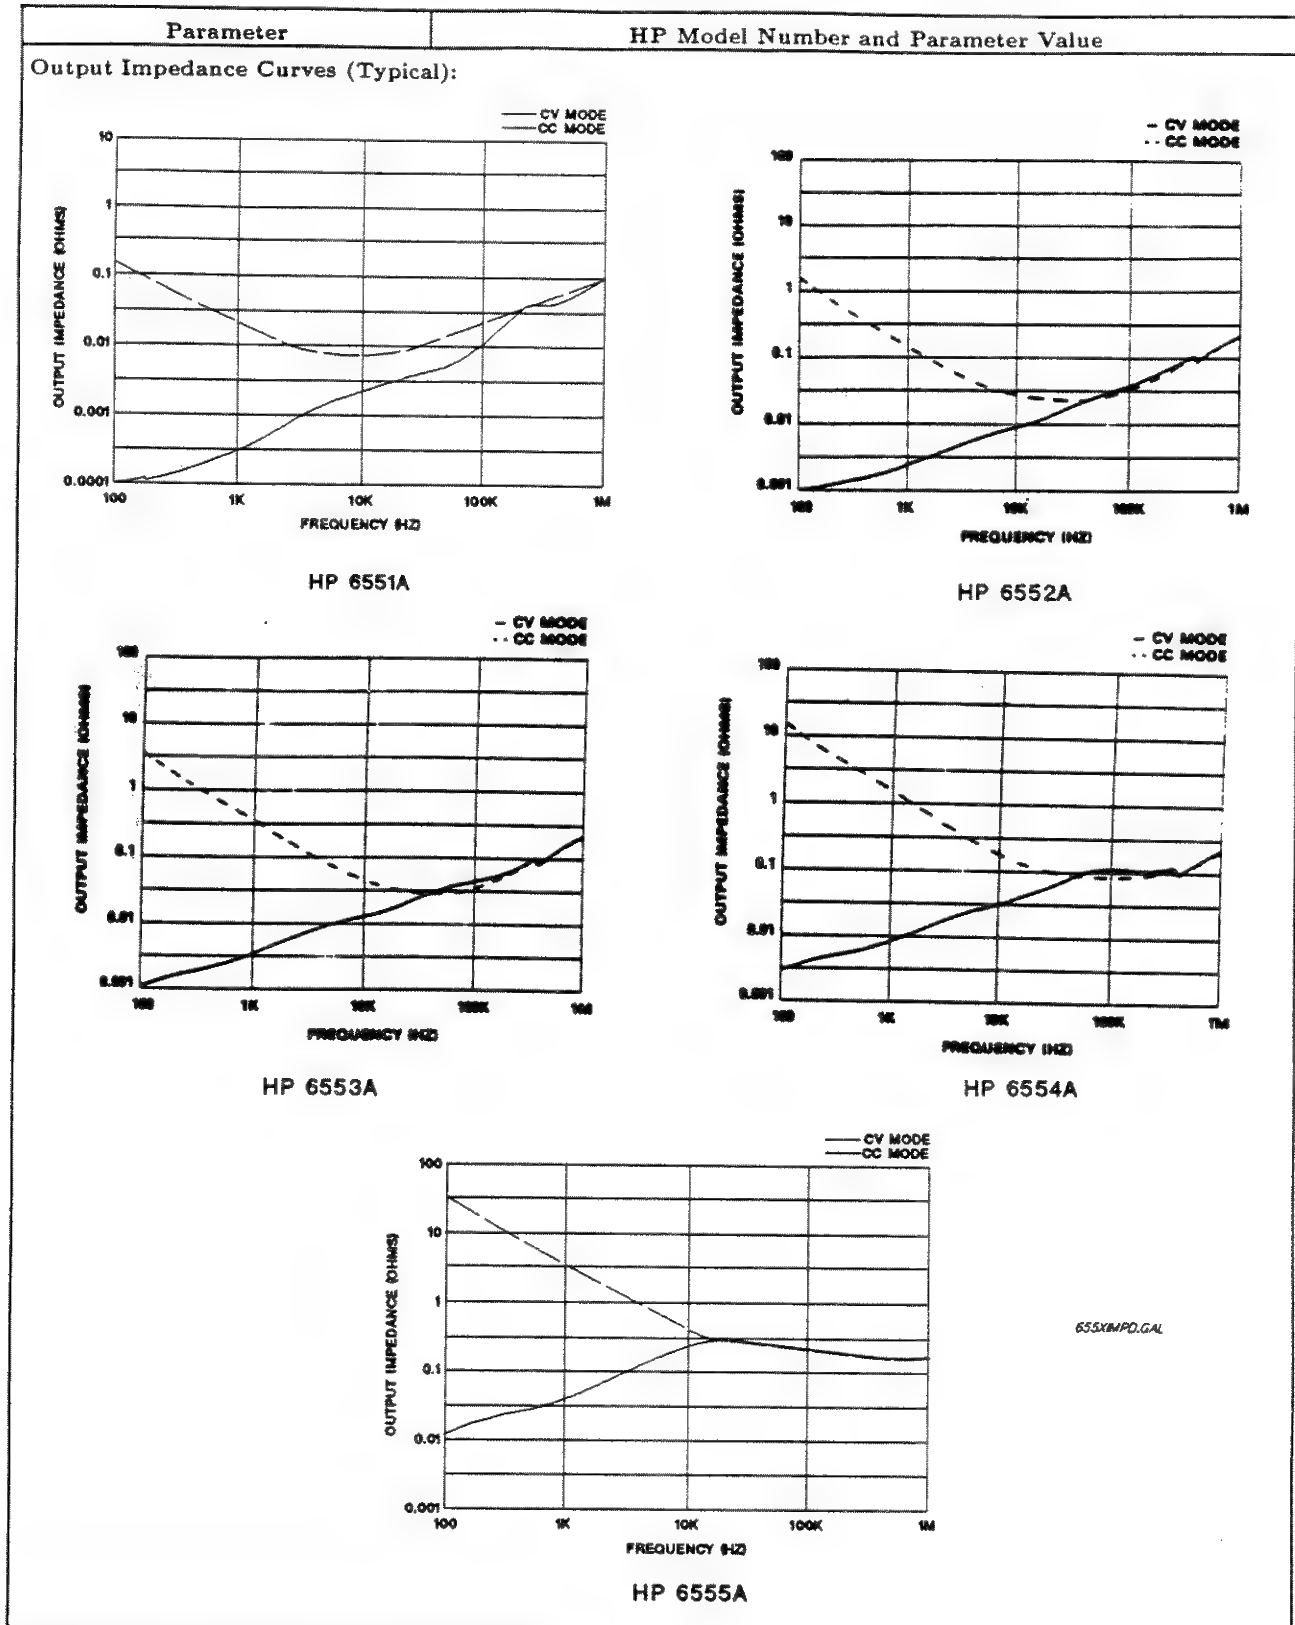 Parameter
HP Model Number and Parameter Value
Output Impedance Curves (Typical):
CV MODE
CC MODE
10
1
0.1
0.01
0.001
0.0001
OUTPUT IMPEDANCE (OHMS)
100 1K 10K 100K 1M
FREQUENCY (HZ)
HP 6551A
CV MODE
CC MODE
100
10
1
0.1
0.01
0.001
OUTPUT IMPEDANCE (OHMS)
100 1K 10K 100K 1M
FREQUENCY (HZ)
HP 6552A
CV MODE
CC MODE
100
10
1
0.1
0.01
0.001
OUTPUT IMPEDANCE (OHMS)
100 1K 10K 100K 1M
FREQUENCY (HZ)
HP 6553A
CV MODE
CC MODE
100
10
1
0.1
0.01
0.001
OUTPUT IMPEDANCE (OHMS)
100 1K 10K 100K 1M
FREQUENCY (HZ)
HP 6554A
CV MODE
CC MODE
100
10
1
0.1
0.01
0.001
OUTPUT IMPEDANCE (OHMS)
100 1K 10K 100K 1M
FREQUENCY (HZ)
HP 6555A
655XIMPD.GAL